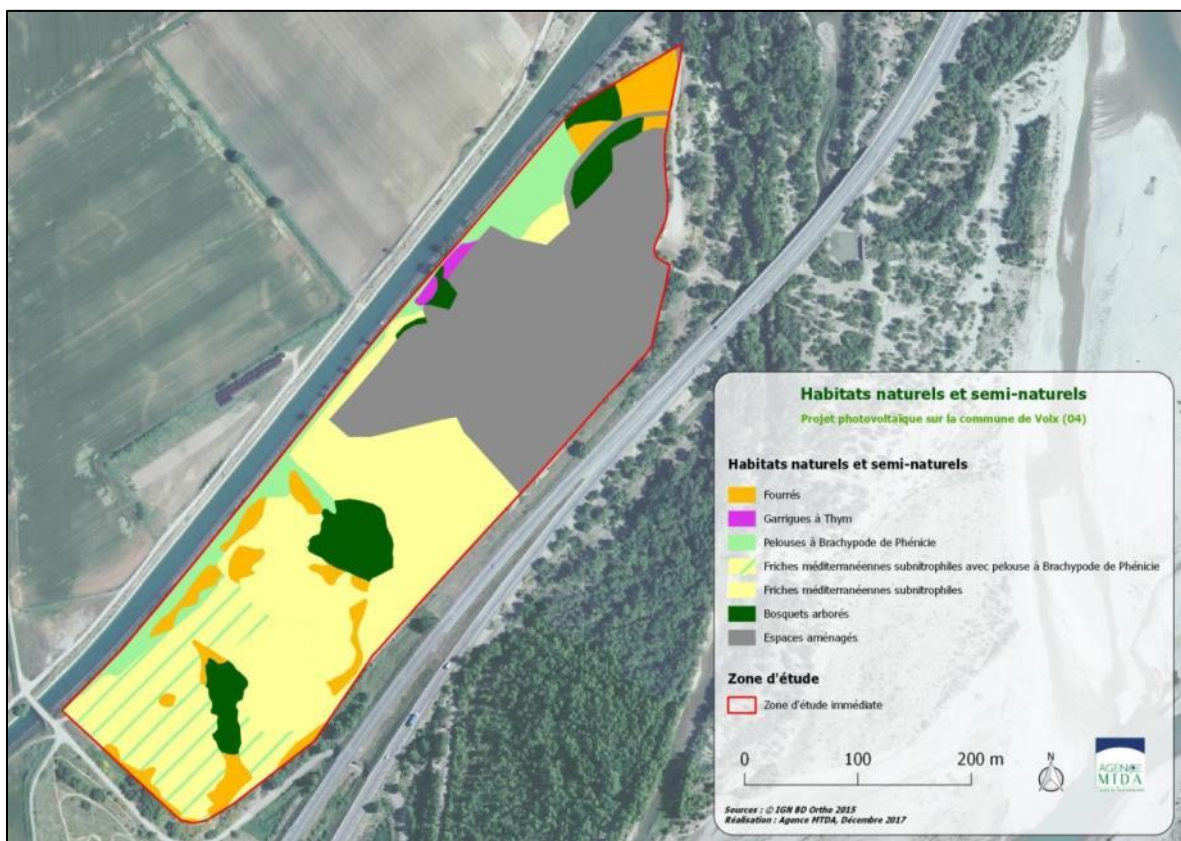 Habitats naturels et semi-naturels
Projet photovoltaïque sur la commune de Volx (04)
Habitats naturels et semi-naturels
Fourrés
Garrigues à Thym
Pelouses à Brachypode de Phénicie
Friches méditerranéennes subnitrophiles avec pelouse à Brachypode de Phénicie
Friches méditerranéennes subnitrophiles
Bosquets arborés
Espaces aménagés
Zone d'étude
Zone d'étude immédiate
0 100 200 m
N
AGENCE
MTDA
Sources : © IGN BD Ortho 2015
Réalisation : Agence MTDA, Décembre 2017